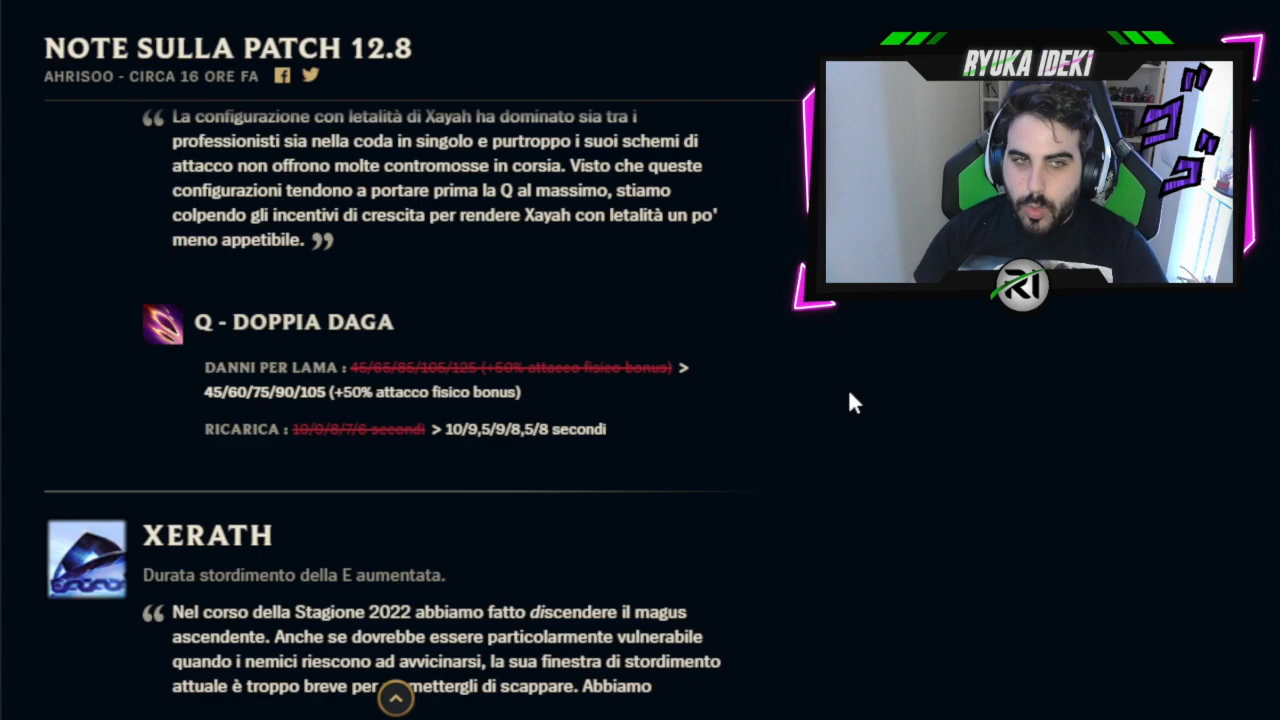 NOTE SULLA PATCH 12.8
AHRISOO - CIRCA 16 ORE FA
La configurazione con letalità di Xayah ha dominato sia tra i
professionisti sia nella coda in singolo e purtroppo i suoi schemi di
attacco non offrono molte contromosse in corsia. Visto che queste
configurazioni tendono a portare prima la Q al massimo, stiamo
colpendo gli incentivi di crescita per rendere Xayah con letalità un po'
meno appetibile.
Q - DOPPIA DAGA
DANNI PER LAMA : 45/65/85/105/125 (+50% attacco fisico bonus) >
45/60/75/90/105 (+50% attacco fisico bonus)
RICARICA : 10/9/8/7/6 secondi > 10/9,5/9/8,5/8 secondi
XERATH
Durata stordimento della E aumentata.
Nel corso della Stagione 2022 abbiamo fatto discendere il magus
ascendente. Anche se dovrebbe essere particolarmente vulnerabile
quando i nemici riescono ad avvicinarsi, la sua finestra di stordimento
attuale è troppo breve per mettergli di scappare. Abbiamo
RYUKA IDEKI
ゴ
ゴ
RI